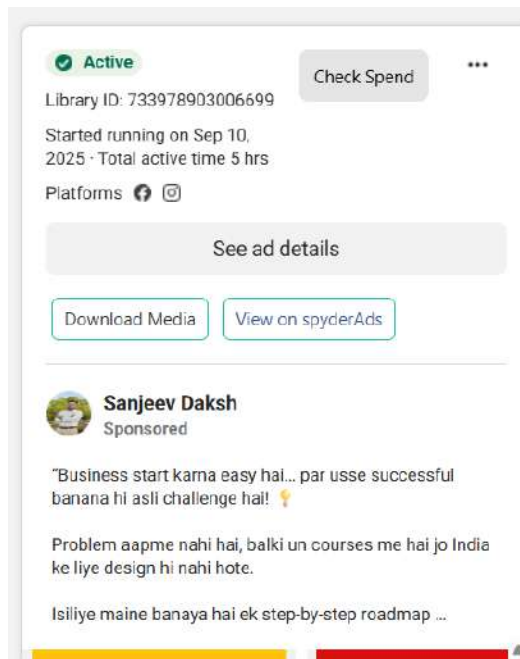 Active
Check Spend
Library ID: 733978903006699
Started running on Sep 10,
2025 · Total active time 5 hrs
Platforms
See ad details
Download Media
View on spyderAds
Sanjeev Daksh
Sponsored
"Business start karna easy hai... par usse successful
banana hi asli challenge hai! 💡
Problem aapme nahi hai, balki un courses me hai jo India
ke liye design hi nahi hote.
Isiliye maine banaya hai ek step-by-step roadmap ...